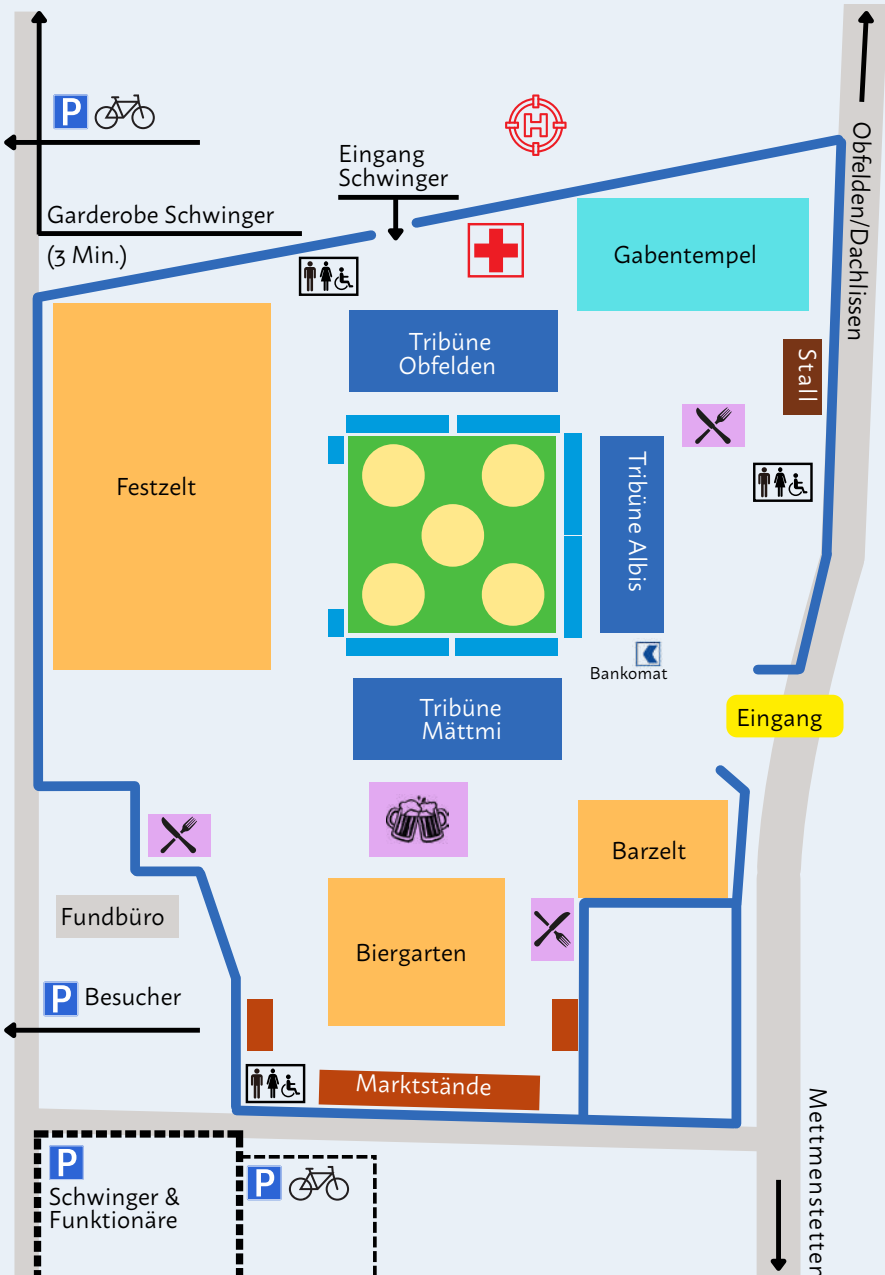 P
Eingang
Schwinger
H
Garderobe Schwinger
(3 Min.)
Obfelden/Dachlissen
Gabentempel
Tribüne
Obfelden
Stall
Festzelt
Tribüne Albis
Bankomat
Tribüne
Mättmi
Eingang
Barzelt
Fundbüro
Biergarten
P Besucher
Marktstände
Mettmenstetten
P
Schwinger &
Funktionäre
P